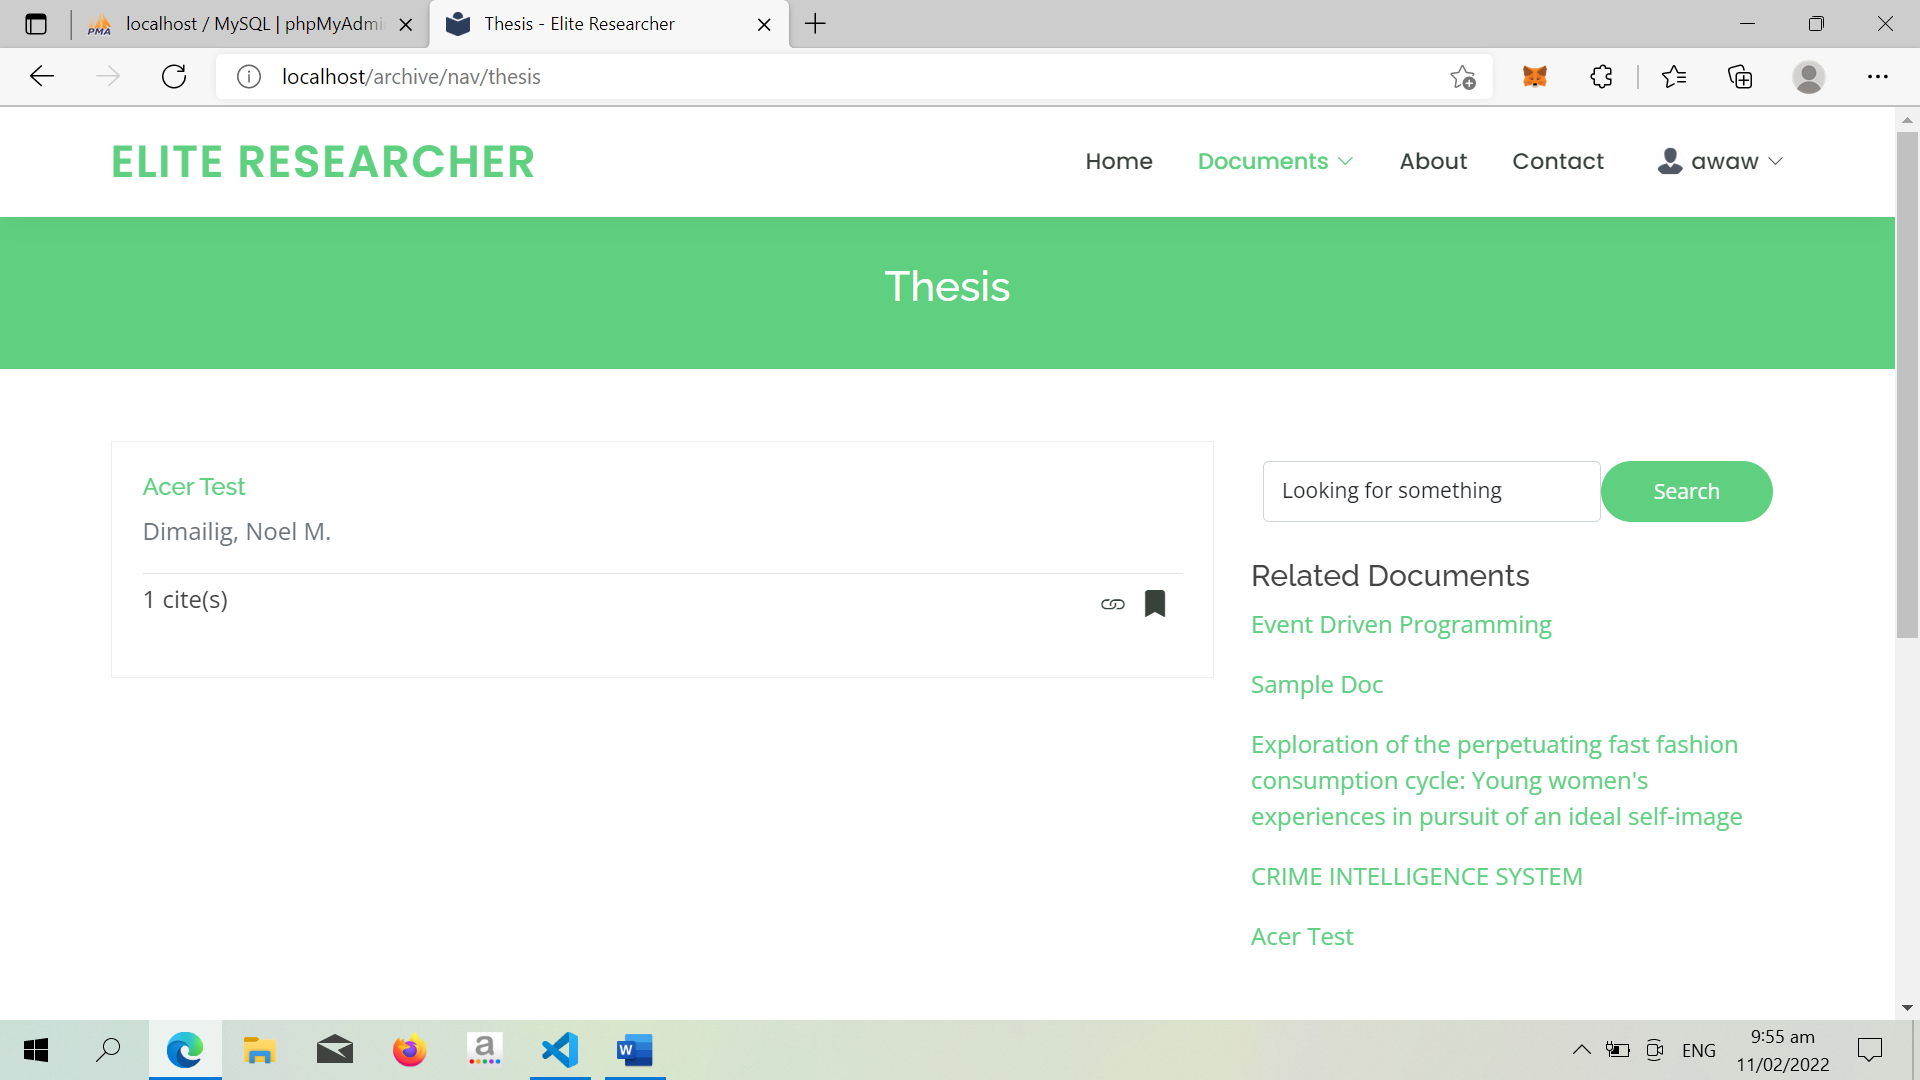 localhost / MySQL | phpMyAdmi
Thesis - Elite Researcher
localhost/archive/nav/thesis
ELITE RESEARCHER
Home
Documents
About
Contact
awaw
Thesis
Acer Test
Dimailig, Noel M.
1 cite(s)
Looking for something
Search
Related Documents
Event Driven Programming
Sample Doc
Exploration of the perpetuating fast fashion
consumption cycle: Young women's
experiences in pursuit of an ideal self-image
CRIME INTELLIGENCE SYSTEM
Acer Test
ENG
9:55 am
11/02/2022